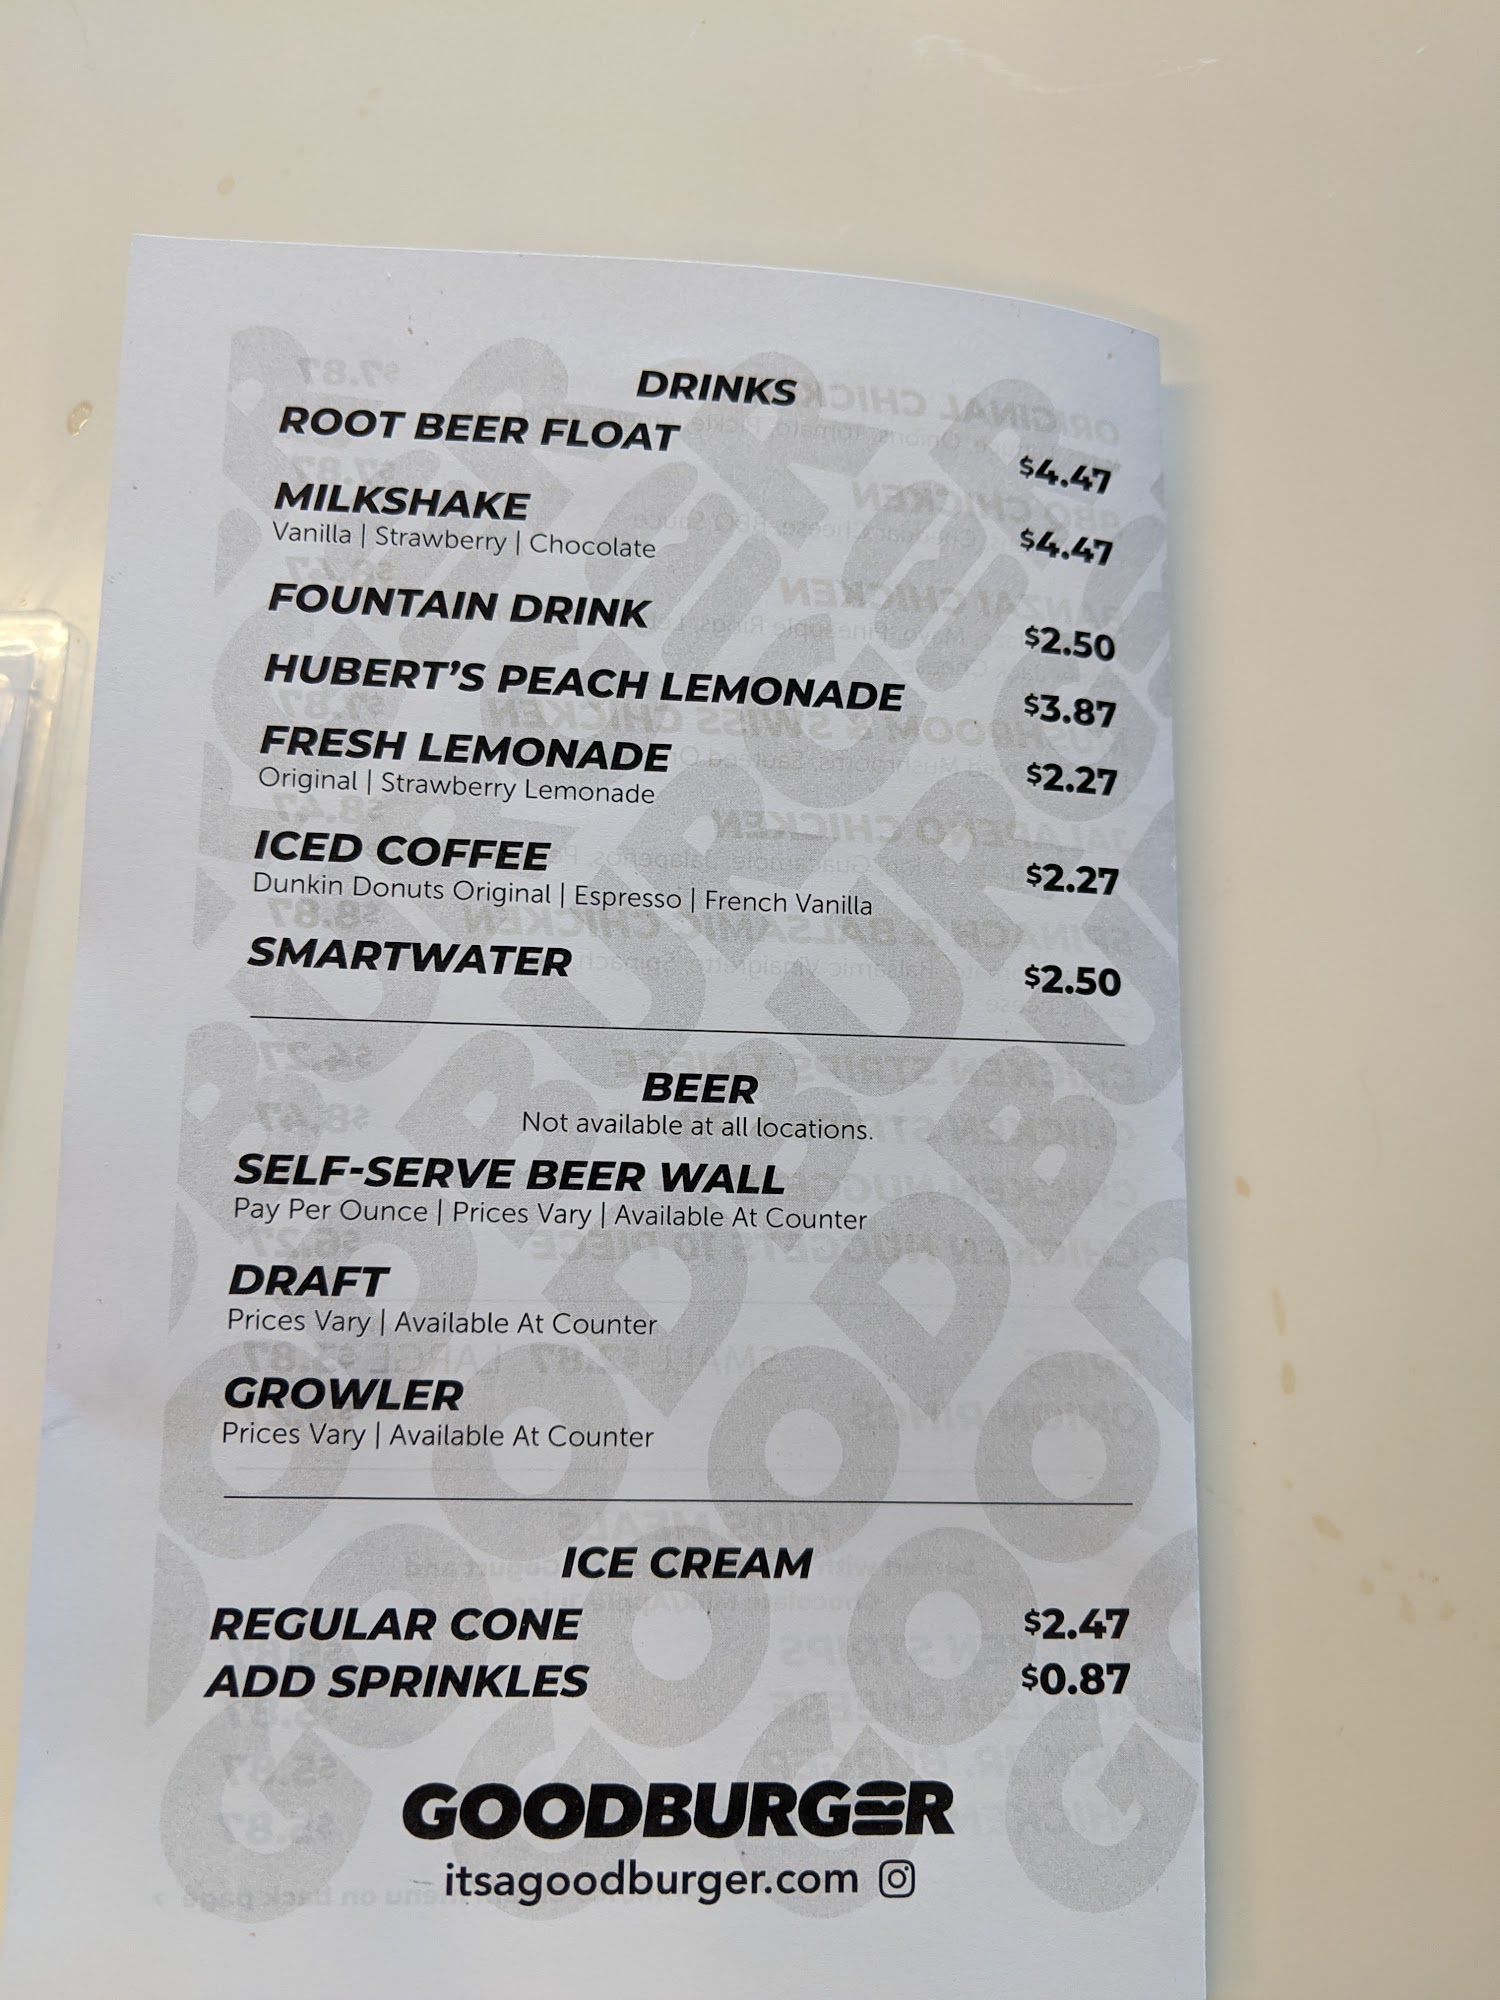 DRINKS
ROOT BEER FLOAT $4.47
MILKSHAKE $4.47
Vanilla | Strawberry | Chocolate
FOUNTAIN DRINK $2.50
HUBERT'S PEACH LEMONADE $3.87
FRESH LEMONADE $2.27
Original | Strawberry Lemonade
ICED COFFEE $2.27
Dunkin Donuts Original | Espresso | French Vanilla
SMARTWATER $2.50
BEER
Not available at all locations.
SELF-SERVE BEER WALL
Pay Per Ounce | Prices Vary | Available At Counter
DRAFT
Prices Vary | Available At Counter
GROWLER
Prices Vary | Available At Counter
ICE CREAM
REGULAR CONE $2.47
ADD SPRINKLES $0.87
GOODBURGER
itsagoodburger.com